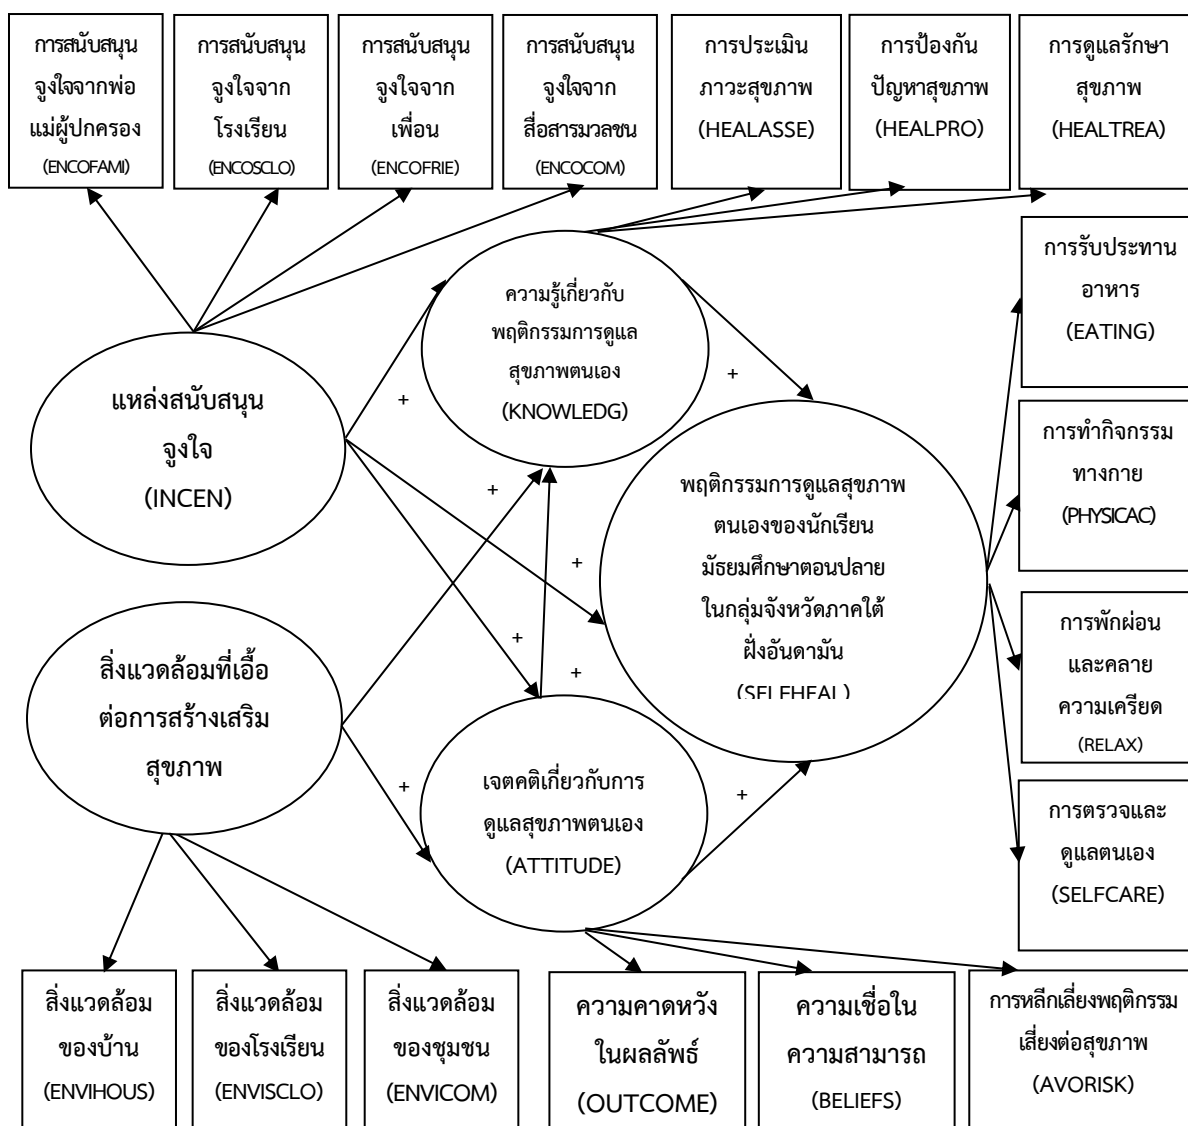 การสนับสนุน
จูงใจจากพ่อ
แม่ผู้ปกครอง
(ENCOFAMI)
การสนับสนุน
จูงใจจาก
โรงเรียน
(ENCOSCLO)
การสนับสนุน
จูงใจจาก
เพื่อน
(ENCOFRIE)
การสนับสนุน
จูงใจจาก
สื่อสารมวลชน
(ENCOCOM)
การประเมิน
ภาวะสุขภาพ
(HEALASSE)
การป้องกัน
ปัญหาสุขภาพ
(HEALPRO)
การดูแลรักษา
สุขภาพ
(HEALTREA)
ความรู้เกี่ยวกับ
พฤติกรรมการดูแล
สุขภาพตนเอง
(KNOWLEDG)
แหล่งสนับสนุน
จูงใจ
(INCEN)
การรับประทาน
อาหาร
(EATING)
การทำกิจกรรม
ทางกาย
(PHYSICAC)
การพักผ่อน
และคลาย
ความเครียด
(RELAX)
การตรวจและ
ดูแลตนเอง
(SELFCARE)
พฤติกรรมการดูแลสุขภาพ
ตนเองของนักเรียน
มัธยมศึกษาตอนปลาย
ในกลุ่มจังหวัดภาคใต้
ฝั่งอันดามัน
(SELFHEAL)
สิ่งแวดล้อมที่เอื้อ
ต่อการสร้างเสริม
สุขภาพ
เจตคติเกี่ยวกับการ
ดูแลสุขภาพตนเอง
(ATTITUDE)
+
+
+
+
+
+
+
+
สิ่งแวดล้อม
ของบ้าน
(ENVIHOUS)
สิ่งแวดล้อม
ของโรงเรียน
(ENVISCLO)
สิ่งแวดล้อม
ของชุมชน
(ENVICOM)
ความคาดหวัง
ในผลลัพธ์
(OUTCOME)
ความเชื่อใน
ความสามารถ
(BELIEFS)
การหลีกเลี่ยงพฤติกรรม
เสี่ยงต่อสุขภาพ
(AVORISK)